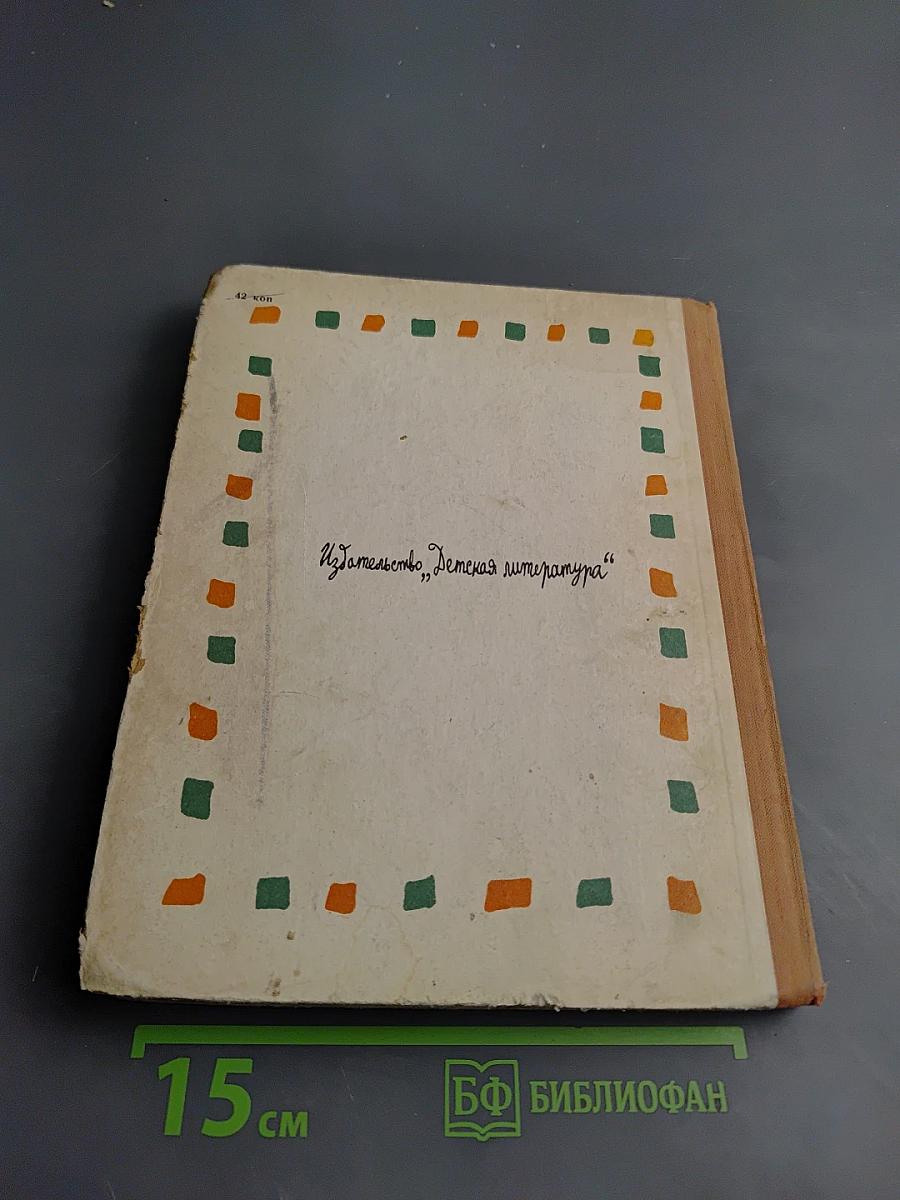 42 коп
Издательство „Детская литература“
15 см
БФ БИБЛИОФАН